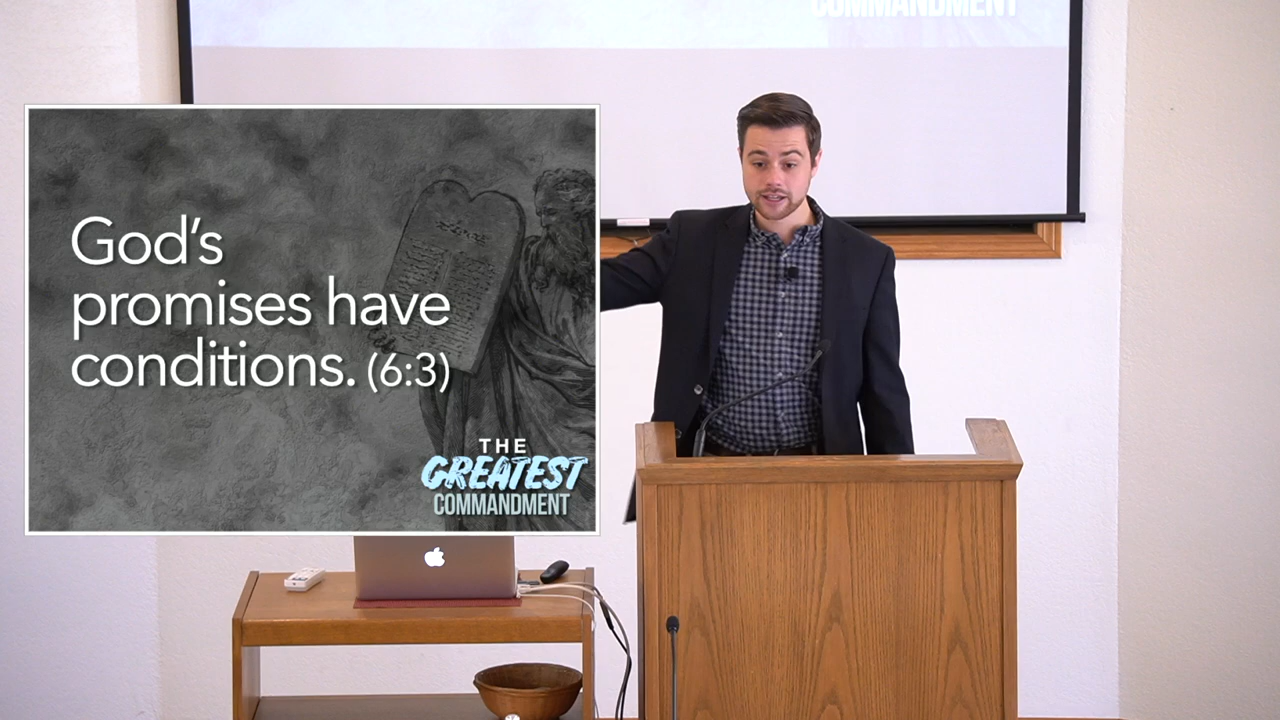 COMMANDMENT
God's
promises have
conditions. (6:3)
THE
GREATEST
COMMANDMENT